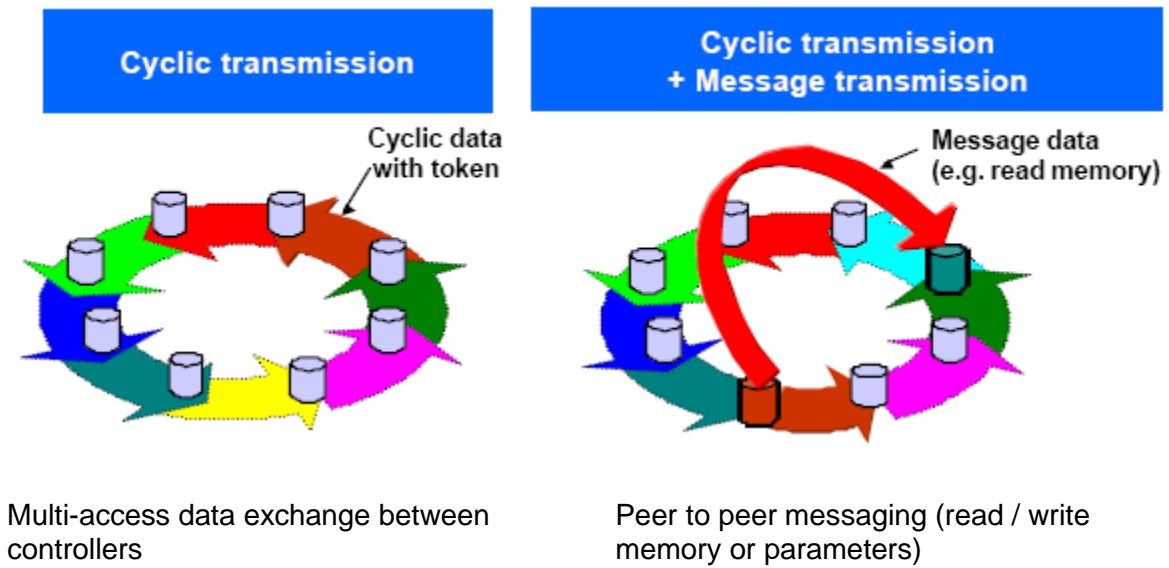 Cyclic transmission
Cyclic data
with token
Multi-access data exchange between
controllers
Cyclic transmission
+ Message transmission
Message data
(e.g. read memory)
Peer to peer messaging (read / write
memory or parameters)